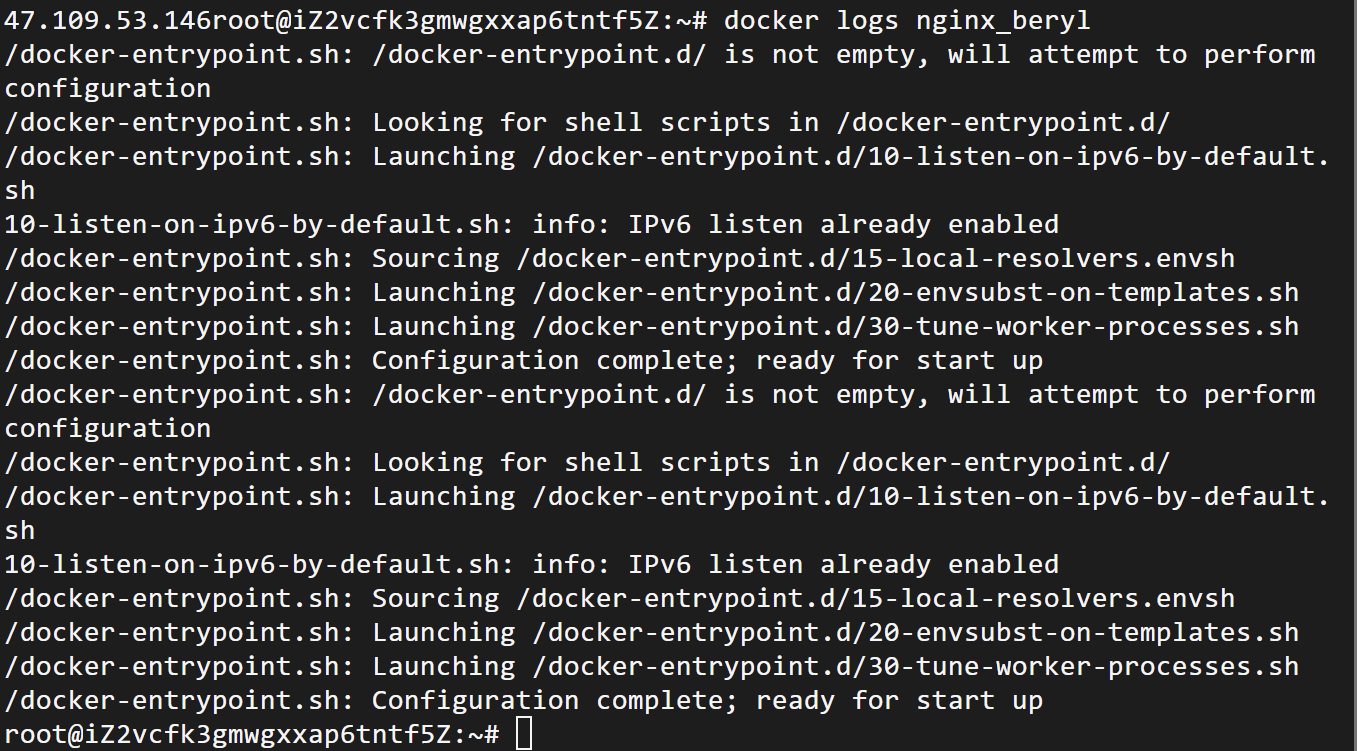 47.109.53.146root@iZ2vcfk3gmwgxxap6tntf5Z:~# docker logs nginx_beryl
/docker-entrypoint.sh: /docker-entrypoint.d/ is not empty, will attempt to perform
configuration
/docker-entrypoint.sh: Looking for shell scripts in /docker-entrypoint.d/
/docker-entrypoint.sh: Launching /docker-entrypoint.d/10-listen-on-ipv6-by-default.
sh
10-listen-on-ipv6-by-default.sh: info: IPv6 listen already enabled
/docker-entrypoint.sh: Sourcing /docker-entrypoint.d/15-local-resolvers.envsh
/docker-entrypoint.sh: Launching /docker-entrypoint.d/20-envsubst-on-templates.sh
/docker-entrypoint.sh: Launching /docker-entrypoint.d/30-tune-worker-processes.sh
/docker-entrypoint.sh: Configuration complete; ready for start up
/docker-entrypoint.sh: /docker-entrypoint.d/ is not empty, will attempt to perform
configuration
/docker-entrypoint.sh: Looking for shell scripts in /docker-entrypoint.d/
/docker-entrypoint.sh: Launching /docker-entrypoint.d/10-listen-on-ipv6-by-default.
sh
10-listen-on-ipv6-by-default.sh: info: IPv6 listen already enabled
/docker-entrypoint.sh: Sourcing /docker-entrypoint.d/15-local-resolvers.envsh
/docker-entrypoint.sh: Launching /docker-entrypoint.d/20-envsubst-on-templates.sh
/docker-entrypoint.sh: Launching /docker-entrypoint.d/30-tune-worker-processes.sh
/docker-entrypoint.sh: Configuration complete; ready for start up
root@iZ2vcfk3gmwgxxap6tntf5Z:~#